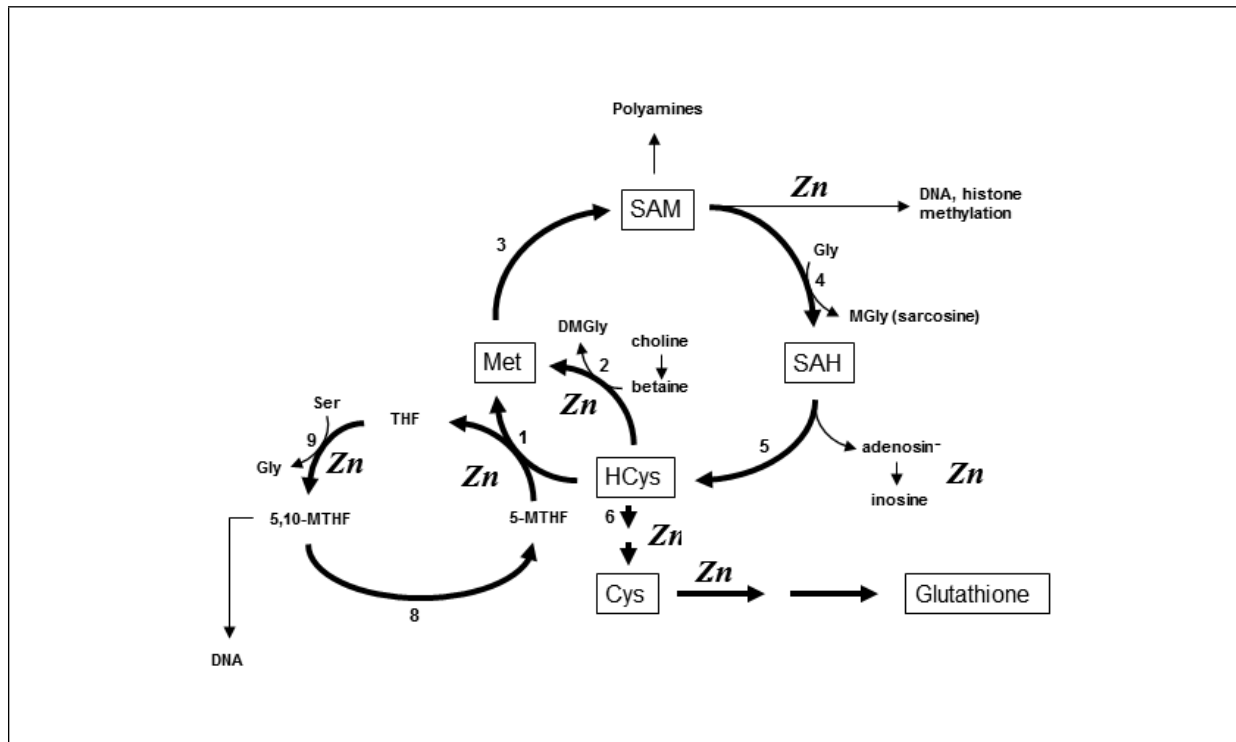 Polyamines
Zn
SAM
DNA, histone
methylation
3
Gly
4
MGly (sarcosine)
DMGly
choline
Met
2
SAH
betaine
Zn
Ser
THF
9
1
5
adenosin
Gly
Zn
Zn
HCys
Zn
inosine
6
5,10-MTHF
5-MTHF
Zn
Zn
Cys
Glutathione
8
DNA